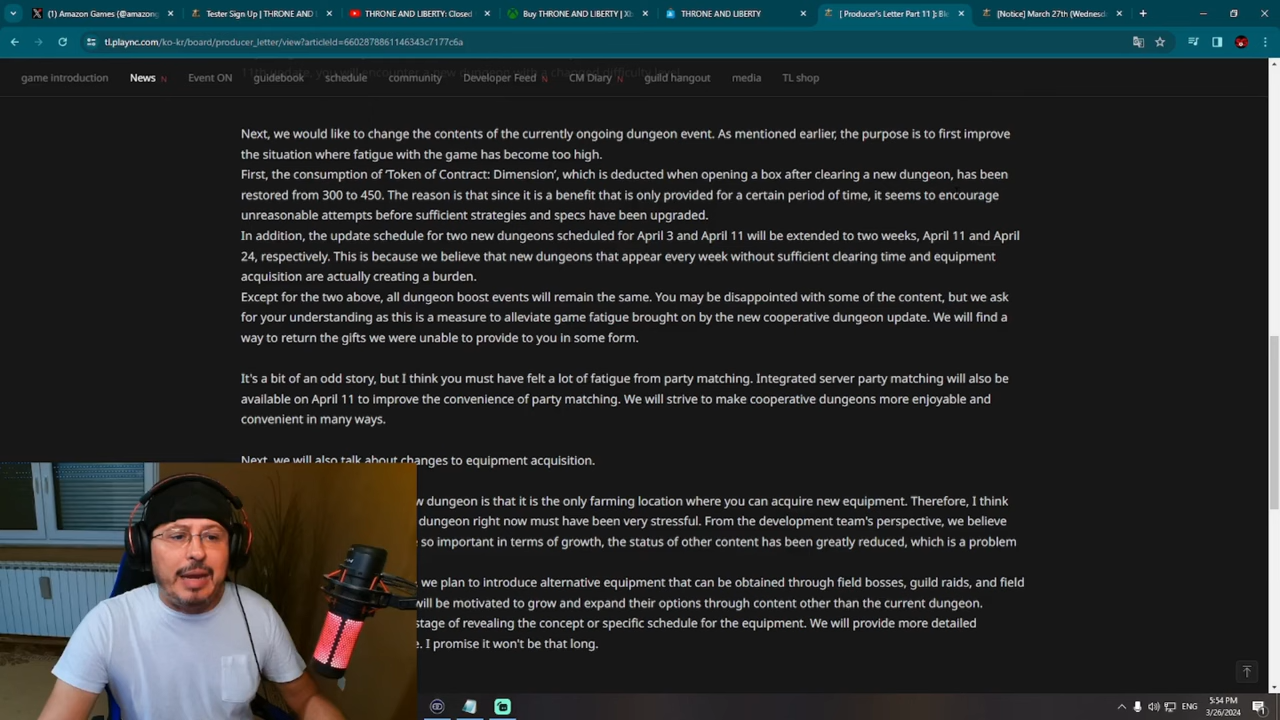 (1) Amazon Games (@amazong
Tester Sign Up | THRONE AND LI
THRONE AND LIBERTY: Closed
Buy THRONE AND LIBERTY | Xb
THRONE AND LIBERTY
[ Producer's Letter Part 11 ]: Ble
[Notice] March 27th (Wednesda
tl.plaync.com/ko-kr/board/producer_letter/view?articleId=6602878861146343c7177c6a
game introduction News N Event ON guidebook schedule community Developer Feed N CM Diary N guild hangout media TL shop
Next, we would like to change the contents of the currently ongoing dungeon event. As mentioned earlier, the purpose is to first improve
the situation where fatigue with the game has become too high.
First, the consumption of ‘Token of Contract: Dimension’, which is deducted when opening a box after clearing a new dungeon, has been
restored from 300 to 450. The reason is that since it is a benefit that is only provided for a certain period of time, it seems to encourage
unreasonable attempts before sufficient strategies and specs have been upgraded.
In addition, the update schedule for two new dungeons scheduled for April 3 and April 11 will be extended to two weeks, April 11 and April
24, respectively. This is because we believe that new dungeons that appear every week without sufficient clearing time and equipment
acquisition are actually creating a burden.
Except for the two above, all dungeon boost events will remain the same. You may be disappointed with some of the content, but we ask
for your understanding as this is a measure to alleviate game fatigue brought on by the new cooperative dungeon update. We will find a
way to return the gifts we were unable to provide to you in some form.
It's a bit of an odd story, but I think you must have felt a lot of fatigue from party matching. Integrated server party matching will also be
available on April 11 to improve the convenience of party matching. We will strive to make cooperative dungeons more enjoyable and
convenient in many ways.
Next, we will also talk about changes to equipment acquisition.
w dungeon is that it is the only farming location where you can acquire new equipment. Therefore, I think
dungeon right now must have been very stressful. From the development team's perspective, we believe
so important in terms of growth, the status of other content has been greatly reduced, which is a problem
we plan to introduce alternative equipment that can be obtained through field bosses, guild raids, and field
will be motivated to grow and expand their options through content other than the current dungeon.
stage of revealing the concept or specific schedule for the equipment. We will provide more detailed
e. I promise it won't be that long.
ENG
5:54 PM
3/26/2024